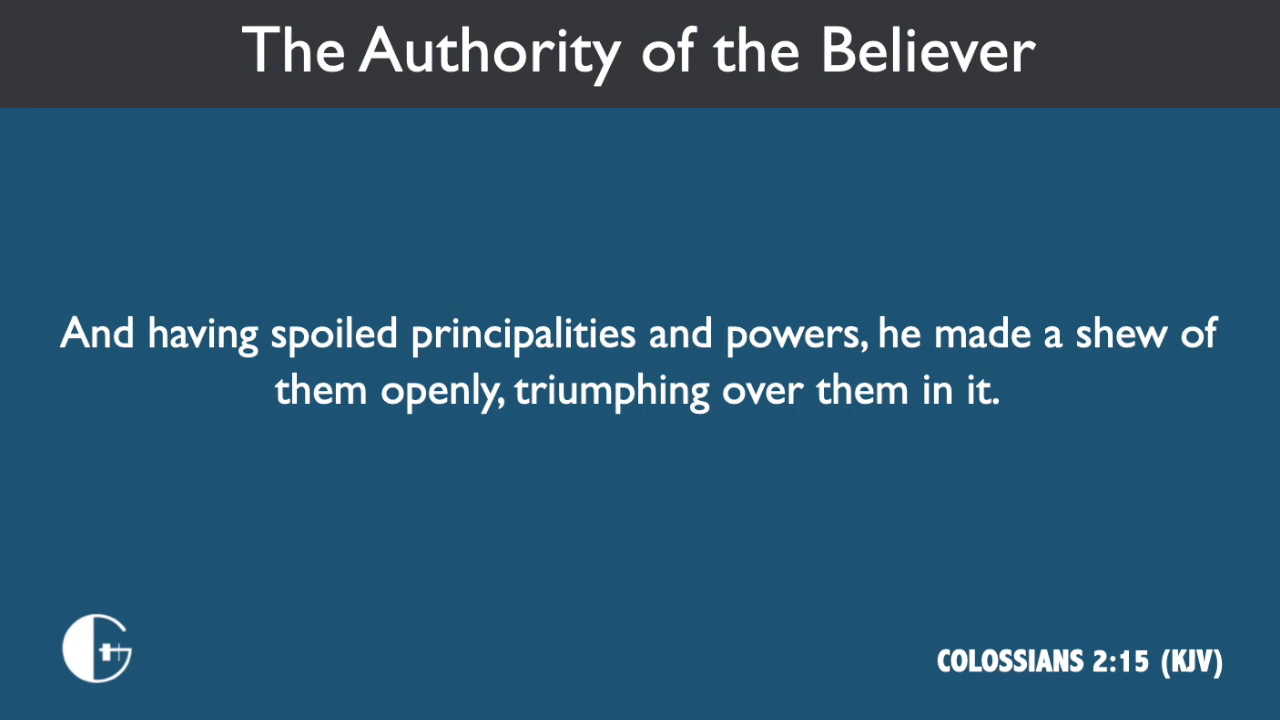 The Authority of the Believer
And having spoiled principalities and powers, he made a shew of
them openly, triumphing over them in it.
COLOSSIANS 2:15 (KJV)